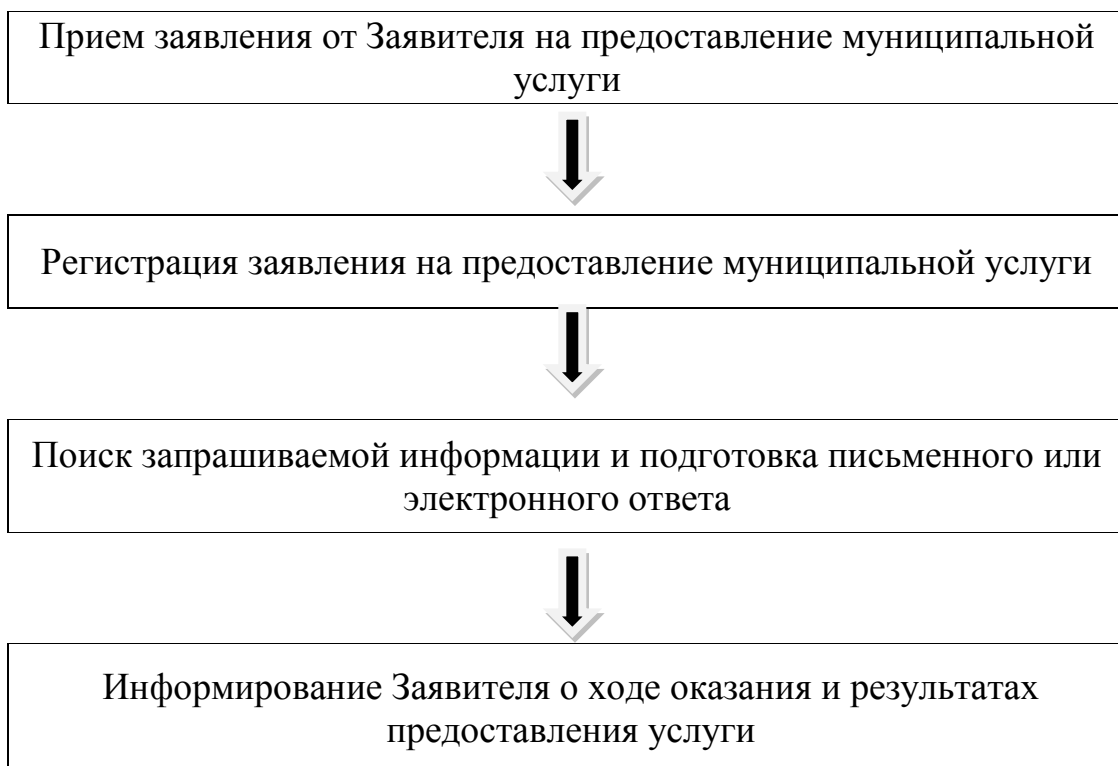 Прием заявления от Заявителя на предоставление муниципальной
услуги
Регистрация заявления на предоставление муниципальной услуги
Поиск запрашиваемой информации и подготовка письменного или
электронного ответа
Информирование Заявителя о ходе оказания и результатах
предоставления услуги